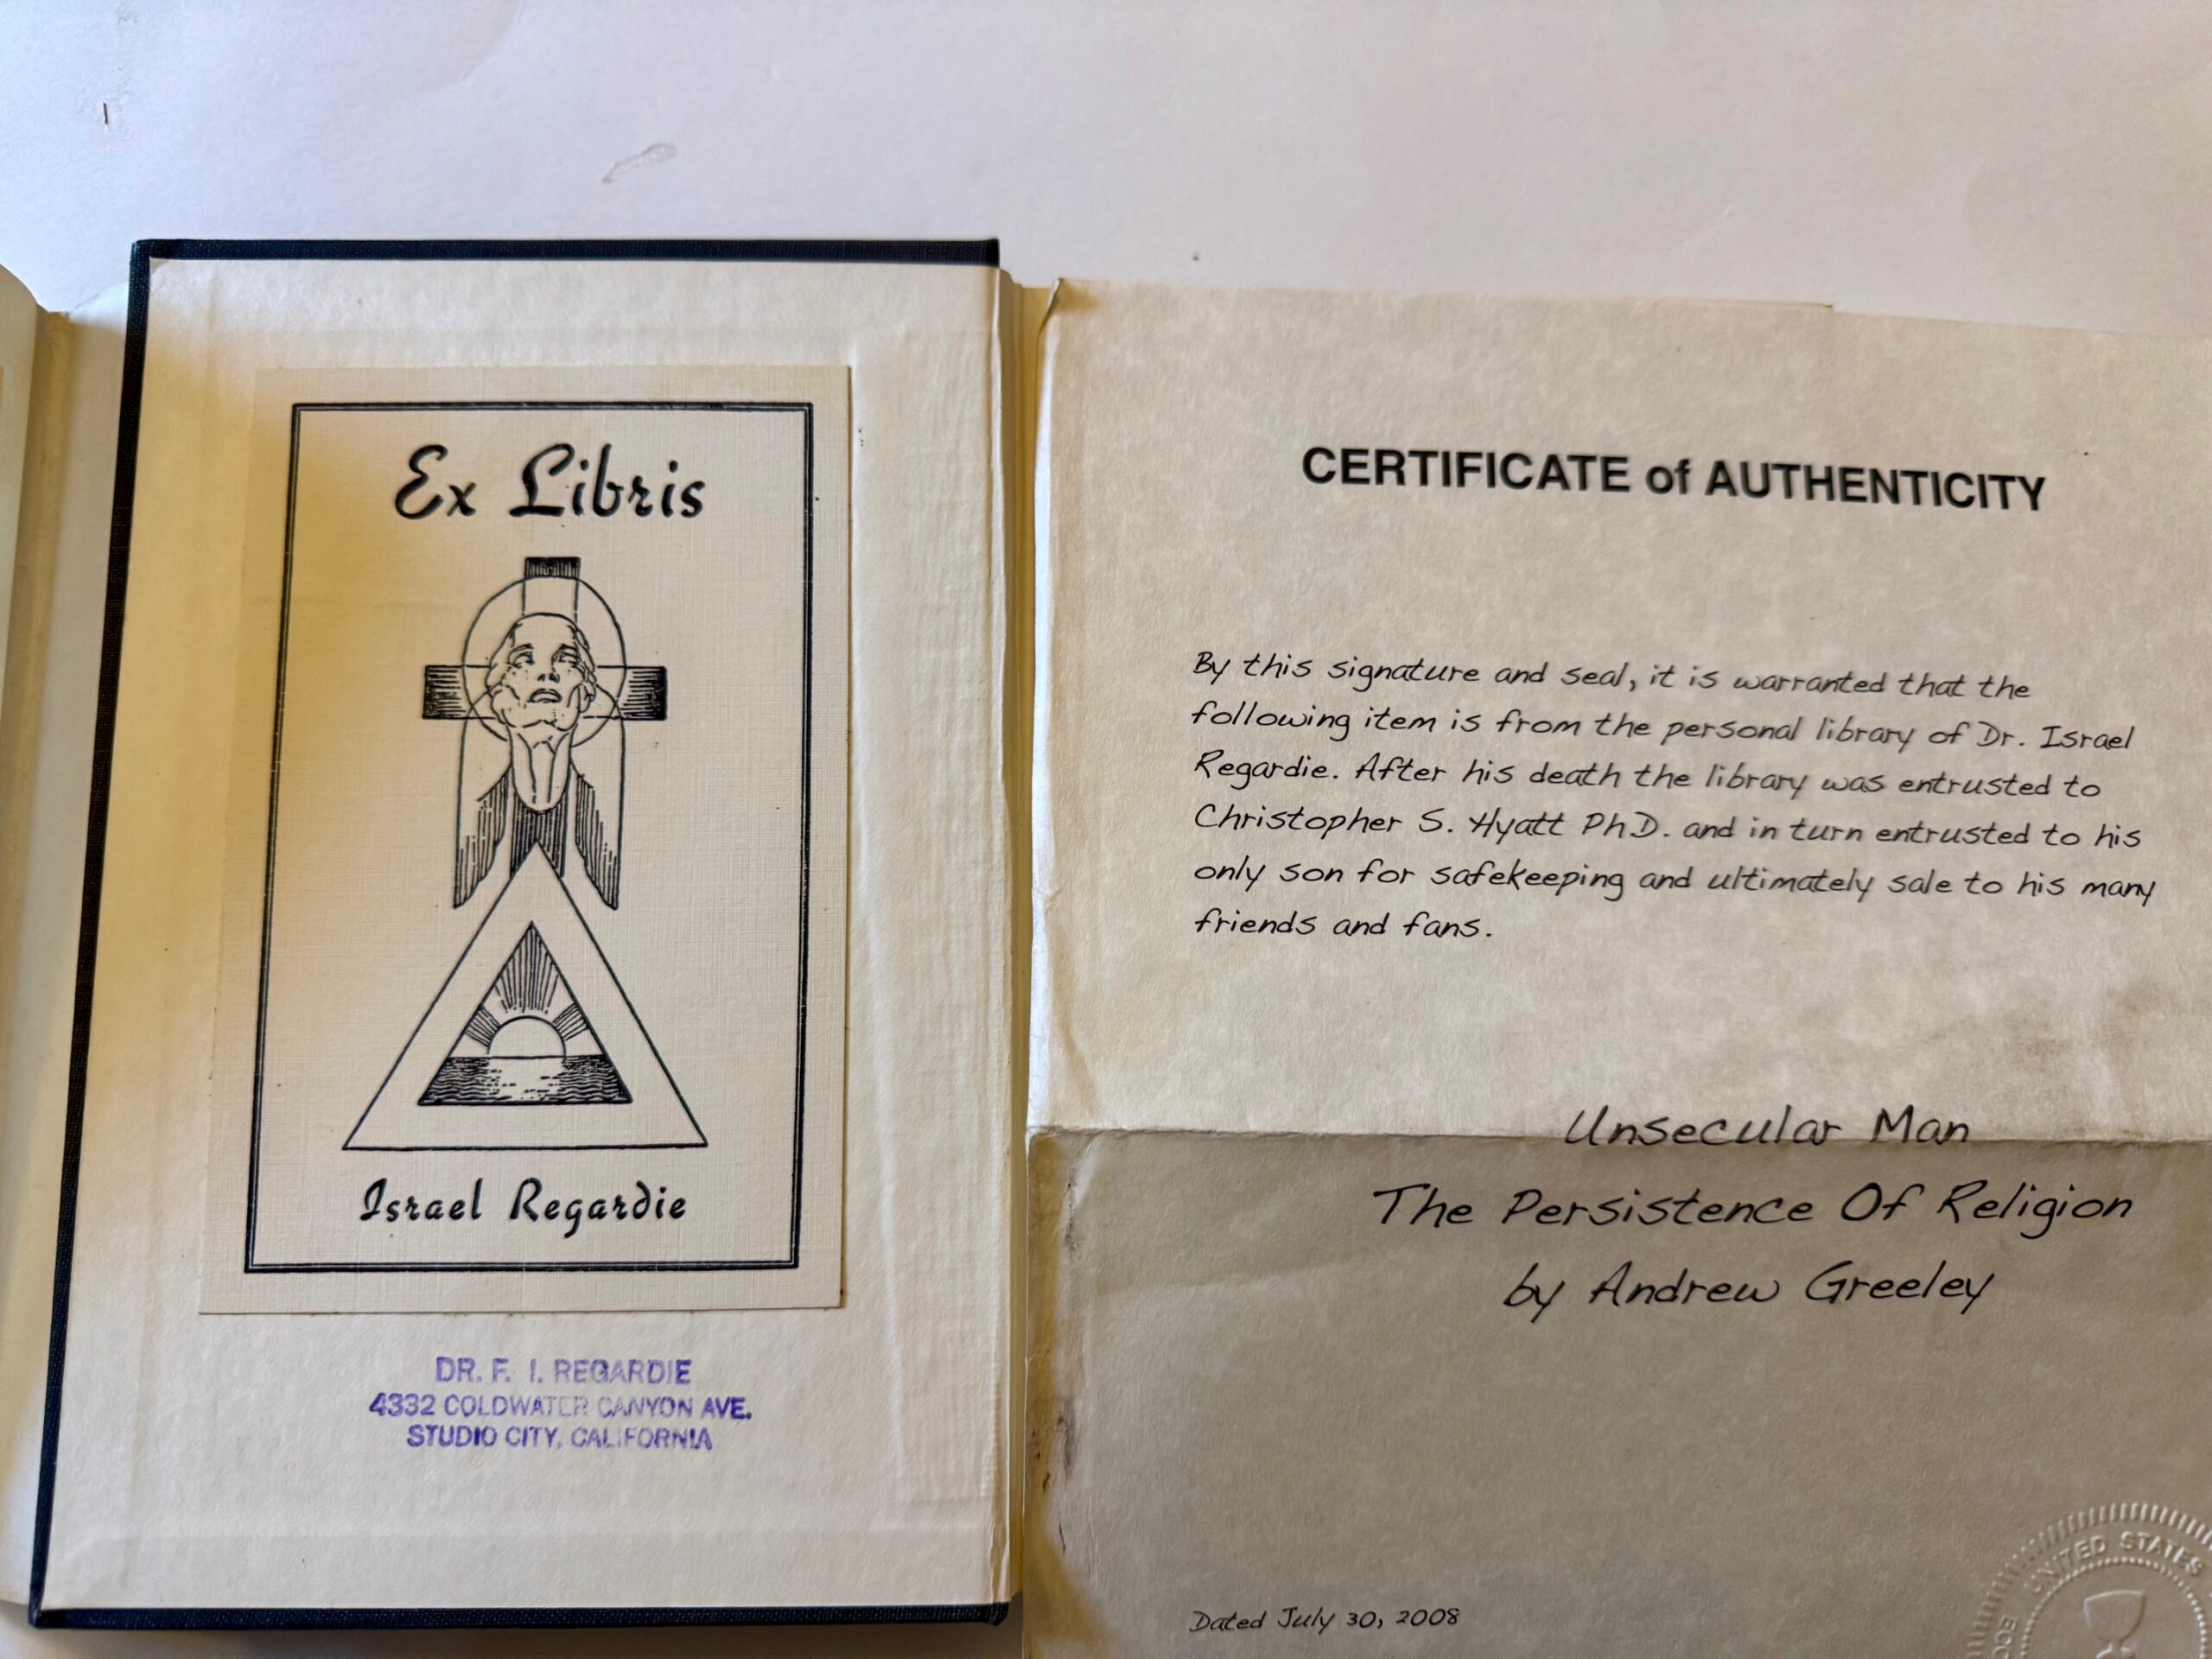 Ex Libris
Israel Regardie
DR. F. I. REGARDIE
4332 COLDWATER CANYON AVE.
STUDIO CITY, CALIFORNIA
CERTIFICATE of AUTHENTICITY
By this signature and seal, it is warranted that the
following item is from the personal library of Dr. Israel
Regardie. After his death the library was entrusted to
Christopher S. Hyatt PhD. and in turn entrusted to his
only son for safekeeping and ultimately sale to his many
friends and fans.
Unsecular Man
The Persistence Of Religion
by Andrew Greeley
Dated July 30, 2008
UNITED STATES